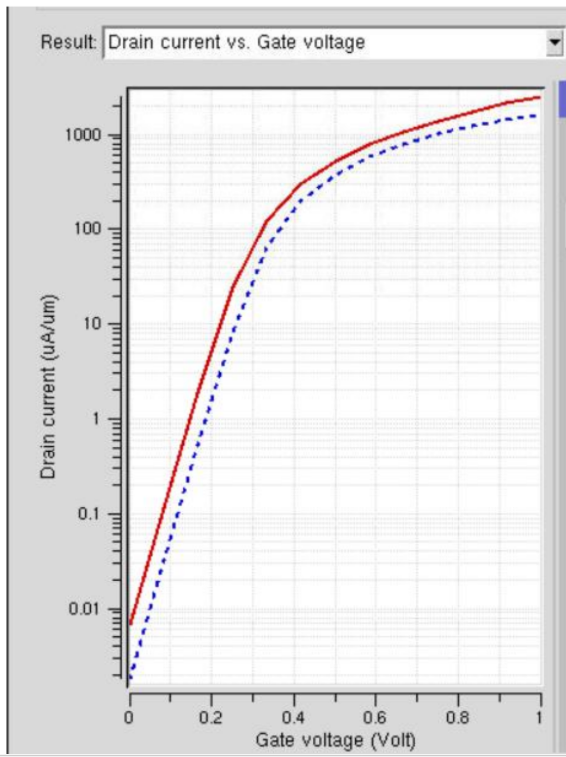 Result: Drain current vs. Gate voltage
Drain current (uA/um)
1000
100
10
1
0.1
0.01
0 0.2 0.4 0.6 0.8 1
Gate voltage (Volt)